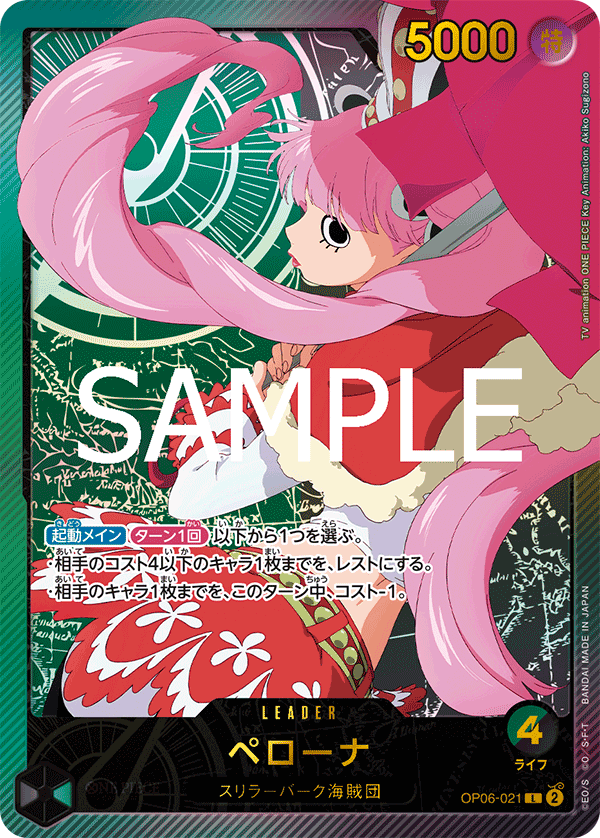 5000 特
TV animation ONE PIECE Key Animation: Akiko Sugizono
SAMPLE
起動メイン ターン1回 以下から1つを選ぶ。
・相手のコスト4以下のキャラ1枚までを、レストにする。
・相手のキャラ1枚までを、このターン中、コスト-1。
LEADER
ペローナ
スリラーバーク海賊団
4
ライフ
ONE PIECE
OP06-021 L 2
©E.O/S. ©O/S.F.T BANDAI MADE IN JAPAN